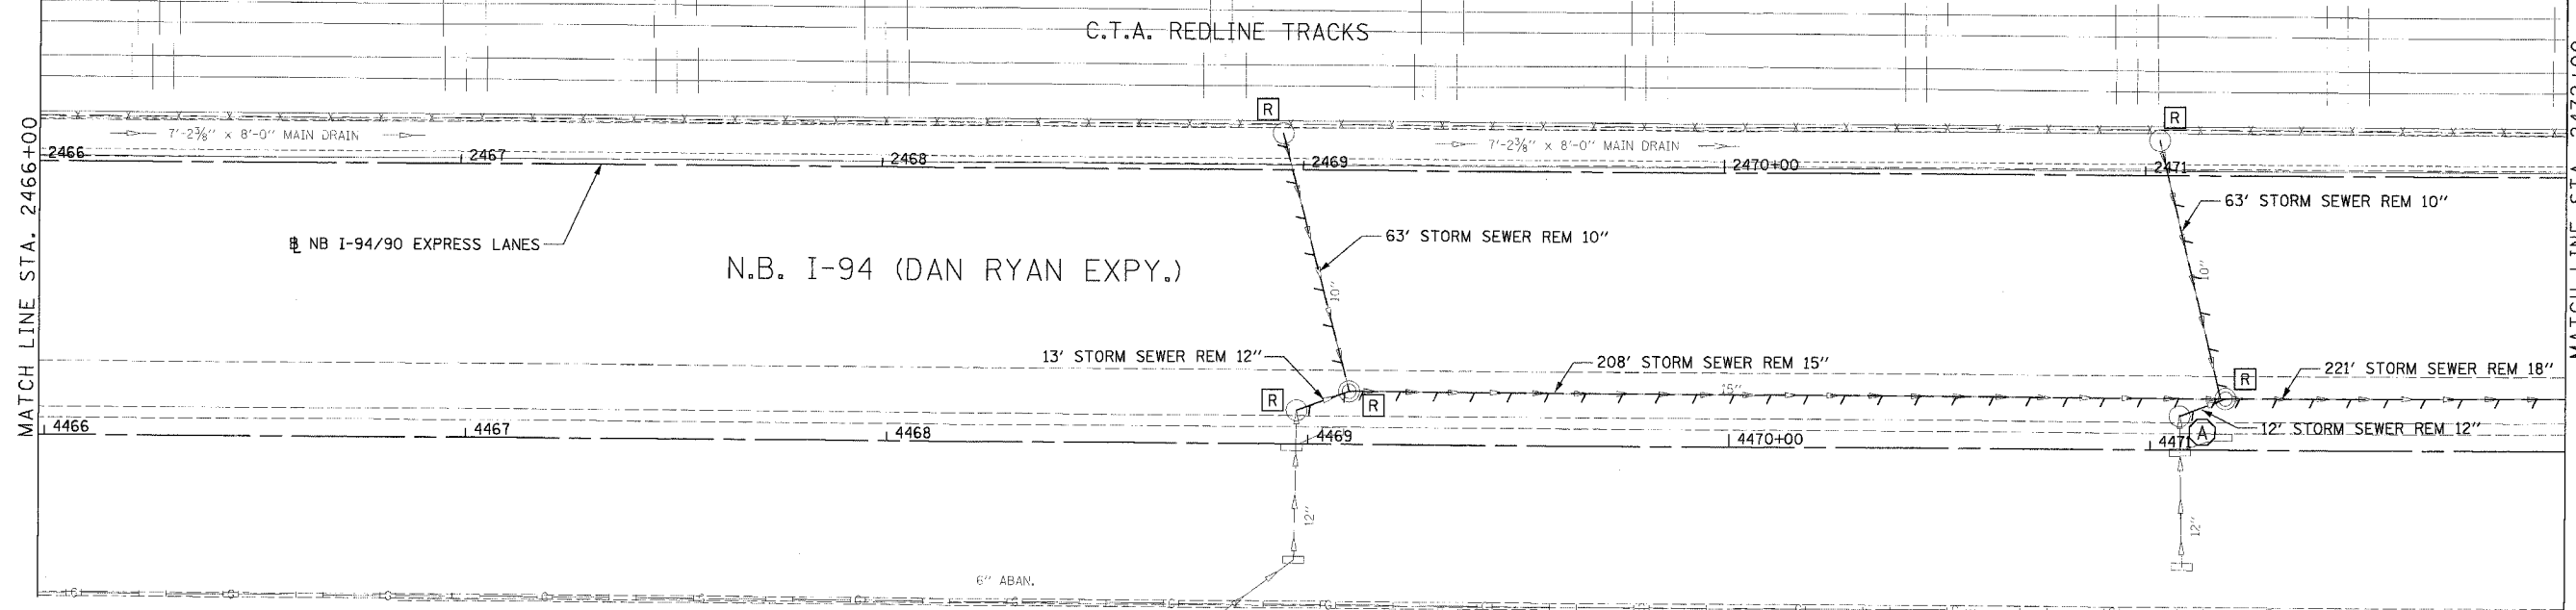 C.T.A. REDLINE TRACKS
R
R
7'-2⅜" x 8'-0" MAIN DRAIN
7'-2⅜" x 8'-0" MAIN DRAIN
2466
2467
2468
2469
2470+00
2471
MATCH LINE STA. 2466+00
63' STORM SEWER REM 10"
63' STORM SEWER REM 10"
℄ NB I-94/90 EXPRESS LANES
N.B. I-94 (DAN RYAN EXPY.)
10"
10"
13' STORM SEWER REM 12"
208' STORM SEWER REM 15"
221' STORM SEWER REM 18"
15"
R
R
R
A
12' STORM SEWER REM 12"
4466
4467
4468
4469
4470+00
4471
12"
12"
6" ABAN.